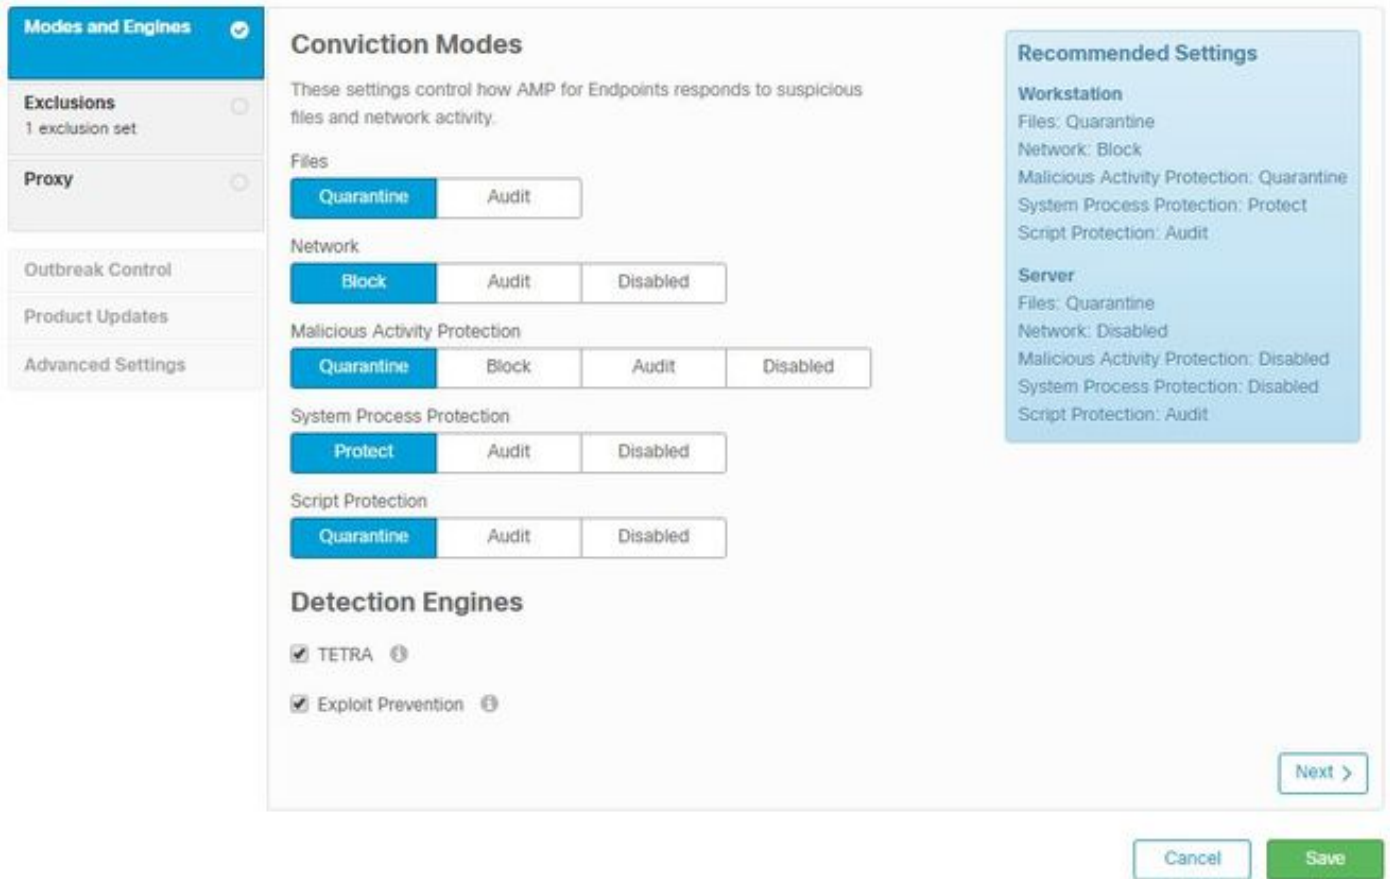 Modes and Engines
Exclusions
1 exclusion set
Proxy
Outbreak Control
Product Updates
Advanced Settings
Conviction Modes
These settings control how AMP for Endpoints responds to suspicious
files and network activity.
Files
Quarantine Audit
Network
Block Audit Disabled
Malicious Activity Protection
Quarantine Block Audit Disabled
System Process Protection
Protect Audit Disabled
Script Protection
Quarantine Audit Disabled
Detection Engines
TETRA
Exploit Prevention
Recommended Settings
Workstation
Files: Quarantine
Network: Block
Malicious Activity Protection: Quarantine
System Process Protection: Protect
Script Protection: Audit
Server
Files: Quarantine
Network: Disabled
Malicious Activity Protection: Disabled
System Process Protection: Disabled
Script Protection: Audit
Next >
Cancel Save